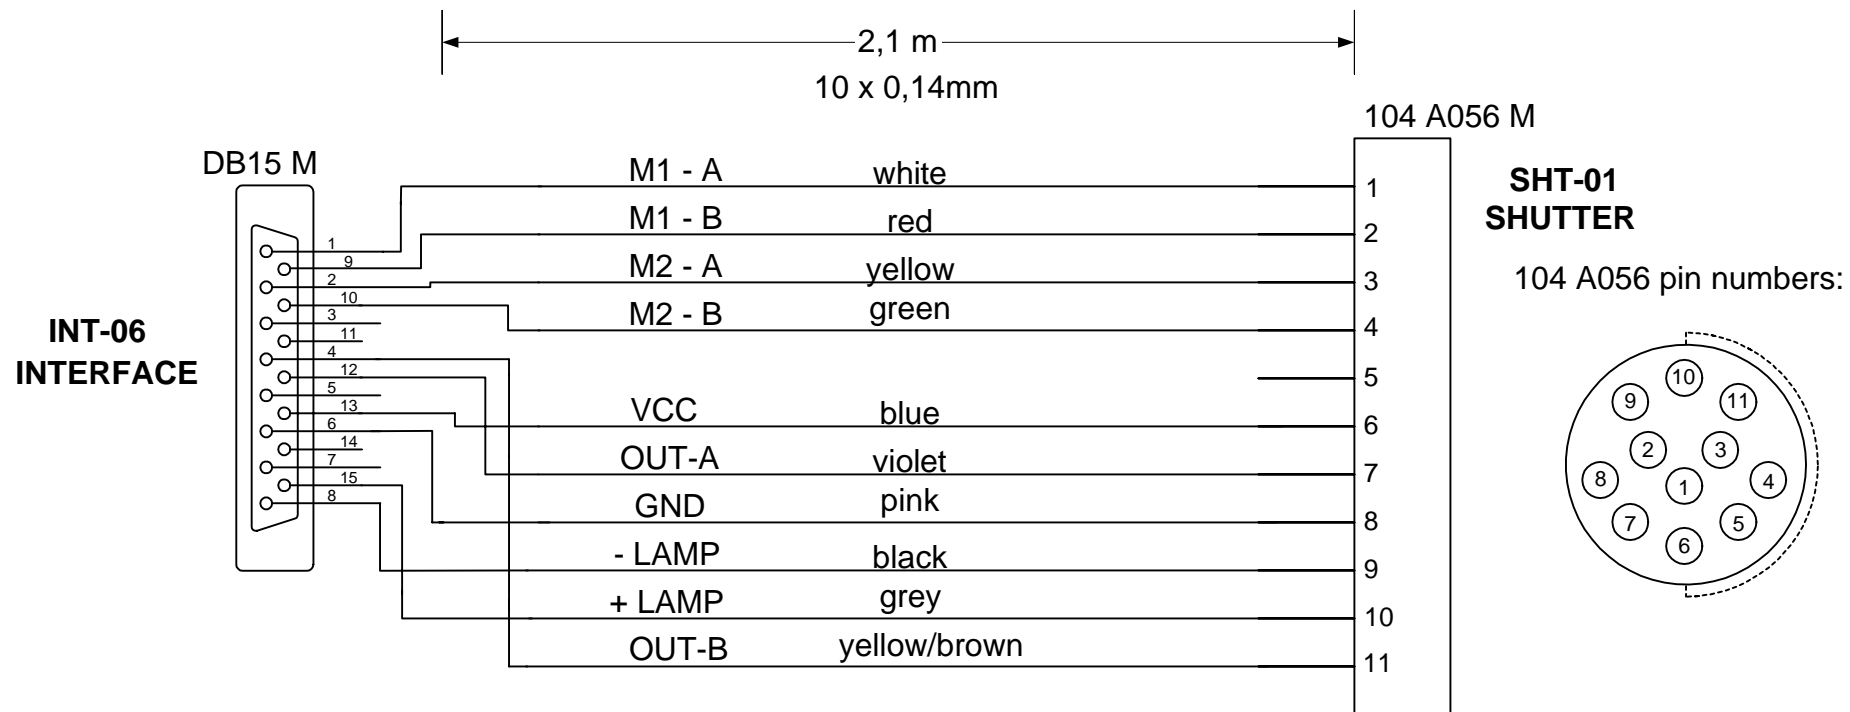 2,1 m
10 x 0,14mm
104 A056 M
DB15 M
M1 - A white 1
SHT-01
SHUTTER
M1 - B red 2
M2 - A yellow 3
M2 - B green 4
104 A056 pin numbers:
5
VCC blue 6
OUT-A violet 7
GND pink 8
- LAMP black 9
+ LAMP grey 10
OUT-B yellow/brown 11
INT-06
INTERFACE
1
9
2
10
3
11
4
12
5
13
6
14
7
15
8
10
9 11
2 3
8 1 4
7 5
6